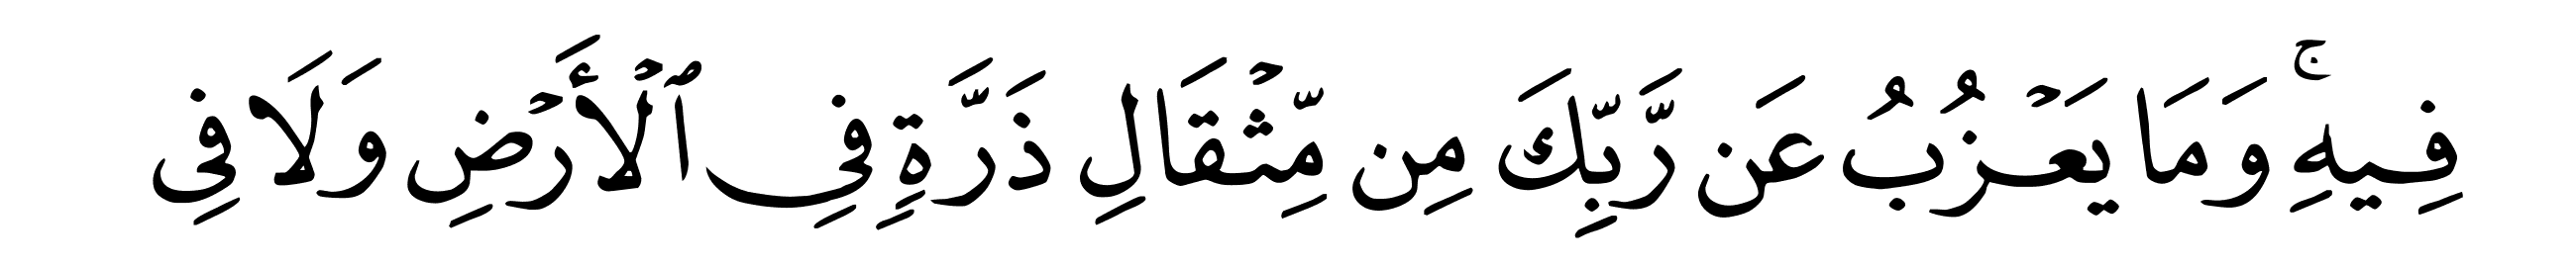 فِيهِۚ وَمَا يَعۡزُبُ عَن رَّبِّكَ مِن مِّثۡقَالِ ذَرَّةٖ فِي ٱلۡأَرۡضِ وَلَا فِي